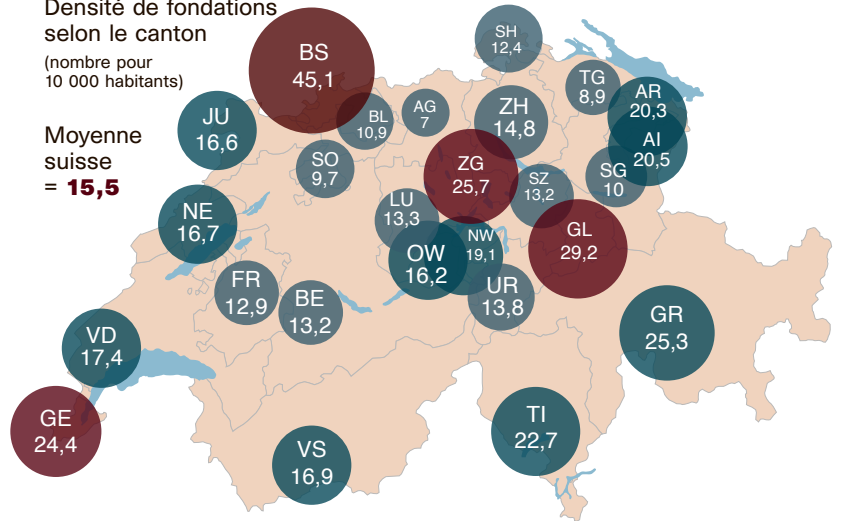 Densité de fondations
selon le canton
(nombre pour
10 000 habitants)
Moyenne
suisse
= 15,5
BS
45,1
SH
12,4
TG
8,9
AR
20,3
AI
20,5
JU
16,6
BL
10,9
AG
7
ZH
14,8
SO
9,7
ZG
25,7
SZ
13,2
SG
10
NE
16,7
LU
13,3
OW
16,2
NW
19,1
GL
29,2
FR
12,9
BE
13,2
UR
13,8
GR
25,3
VD
17,4
GE
24,4
VS
16,9
TI
22,7